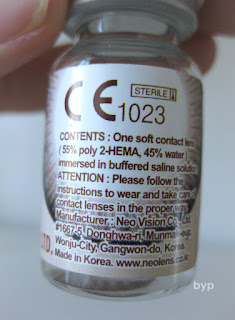 STERILE
CE 1023
CONTENTS : One soft contact lens
( 55% poly 2-HEMA, 45% water )
immersed in buffered saline solution
ATTENTION : Please follow the
instructions to wear and take care
contact lenses in the proper way.
Manufacturer : Neo Vision Co., Ltd.
#1667-5, Donghwa-ri, Munmak-eup,
Wonju-City, Gangwon-do, Korea.
Made in Korea. www.neolens.co.kr
LTD.
byp